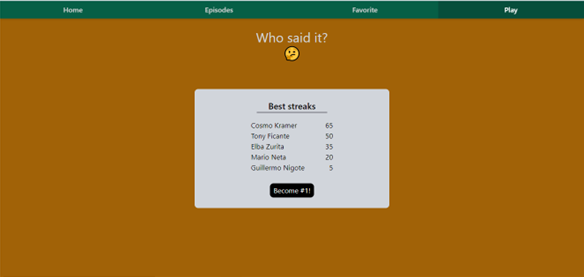 Home Episodes Favorite Play
Who said it?
Best streaks
Cosmo Kramer 65
Tony Ficante 50
Elba Zurita 35
Mario Neta 20
Guillermo Nigote 5
Become #1!